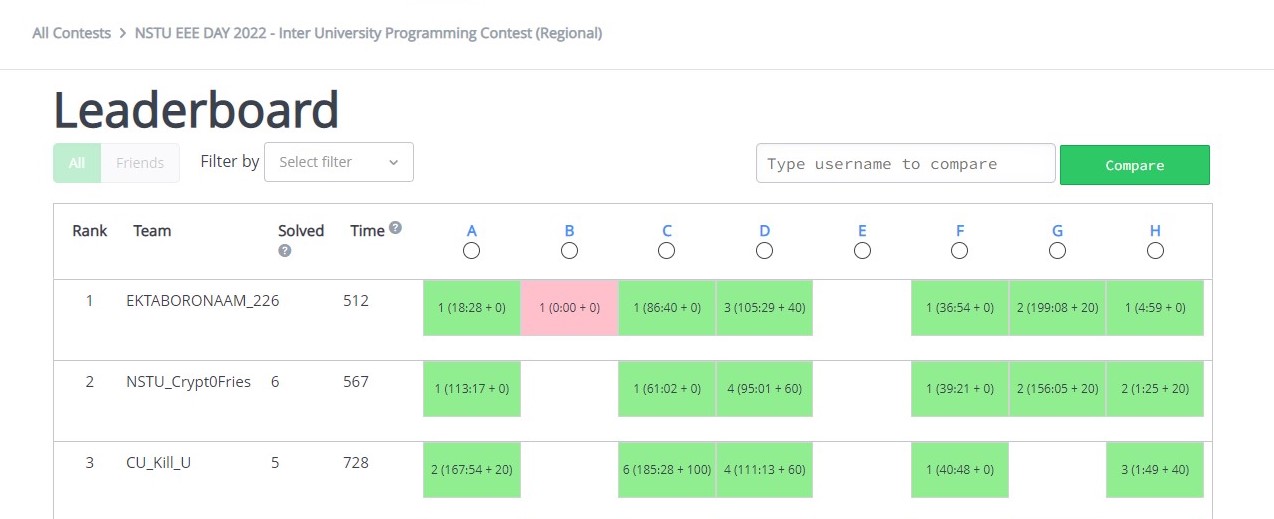 All Contests > NSTU EEE DAY 2022 - Inter University Programming Contest (Regional)
Leaderboard
All Friends Filter by Select filter Type username to compare Compare
Rank Team Solved ? Time ? A B C D E F G H
1 EKTABORONAAM_226 512 1 (18:28 + 0) 1 (0:00 + 0) 1 (86:40 + 0) 3 (105:29 + 40) 1 (36:54 + 0) 2 (199:08 + 20) 1 (4:59 + 0)
2 NSTU_Crypt0Fries 6 567 1 (113:17 + 0) 1 (61:02 + 0) 4 (95:01 + 60) 1 (39:21 + 0) 2 (156:05 + 20) 2 (1:25 + 20)
3 CU_Kill_U 5 728 2 (167:54 + 20) 6 (185:28 + 100) 4 (111:13 + 60) 1 (40:48 + 0) 3 (1:49 + 40)